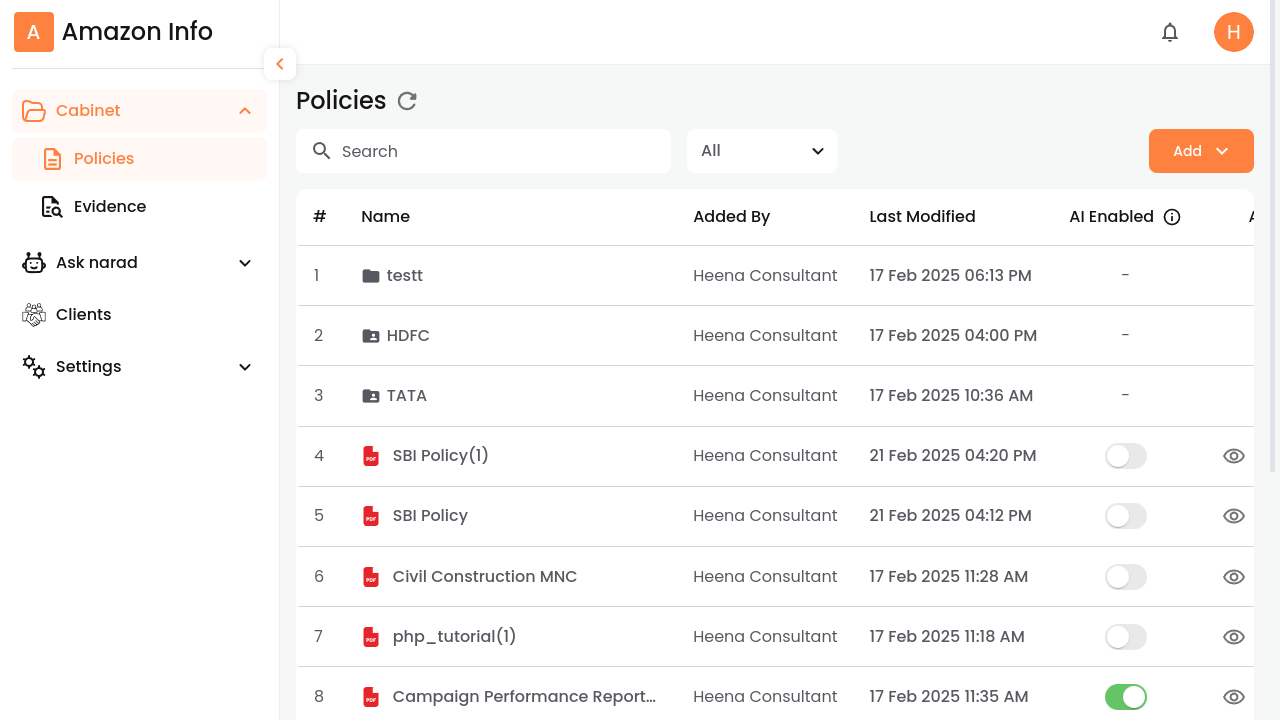 A Amazon Info
H
Cabinet
Policies
Evidence
Ask narad
Clients
Settings
Policies
Search
All
Add
# Name Added By Last Modified AI Enabled
1 testt Heena Consultant 17 Feb 2025 06:13 PM -
2 HDFC Heena Consultant 17 Feb 2025 04:00 PM -
3 TATA Heena Consultant 17 Feb 2025 10:36 AM -
4 PDF SBI Policy(1) Heena Consultant 21 Feb 2025 04:20 PM
5 PDF SBI Policy Heena Consultant 21 Feb 2025 04:12 PM
6 PDF Civil Construction MNC Heena Consultant 17 Feb 2025 11:28 AM
7 PDF php_tutorial(1) Heena Consultant 17 Feb 2025 11:18 AM
8 PDF Campaign Performance Report... Heena Consultant 17 Feb 2025 11:35 AM